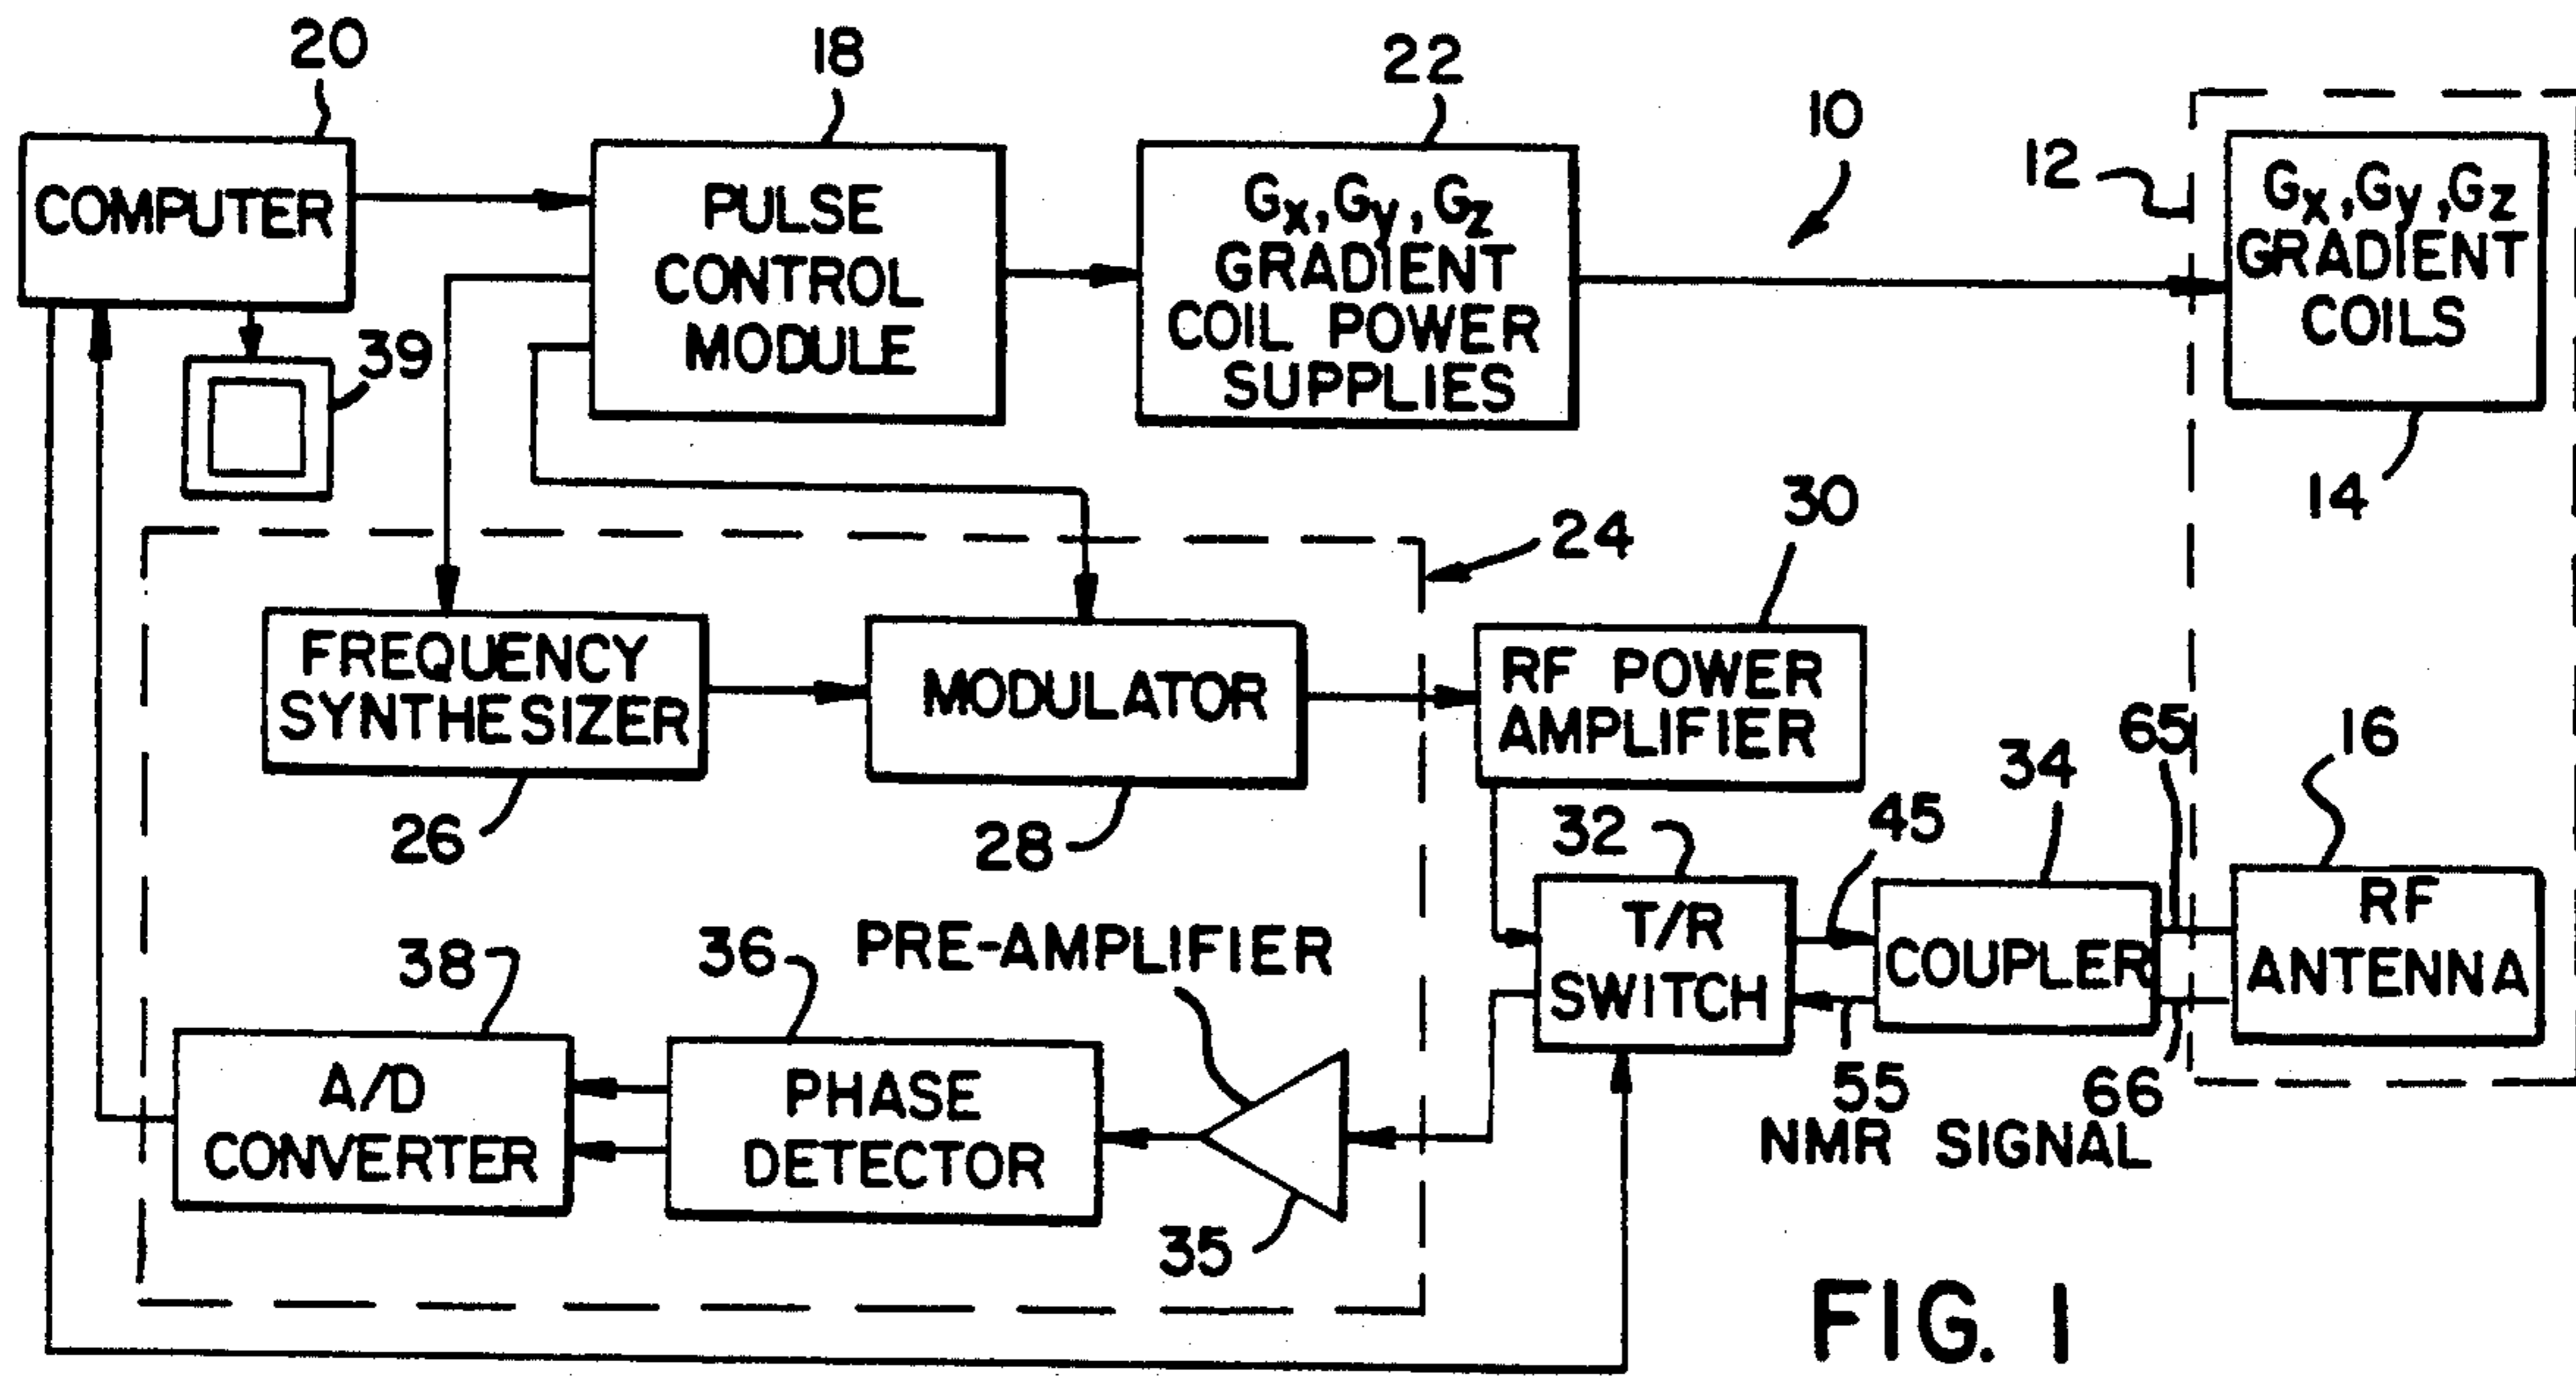 20
18
22
10
12
COMPUTER
PULSE
CONTROL
MODULE
Gx, Gy, Gz
GRADIENT
COIL POWER
SUPPLIES
Gx, Gy, Gz
GRADIENT
COILS
39
14
24
30
FREQUENCY
SYNTHESIZER
MODULATOR
RF POWER
AMPLIFIER
26
28
32
45
34
65
16
T/R
SWITCH
COUPLER
RF
ANTENNA
38
36
PRE-AMPLIFIER
A/D
CONVERTER
PHASE
DETECTOR
35
55
66
NMR SIGNAL
FIG. 1